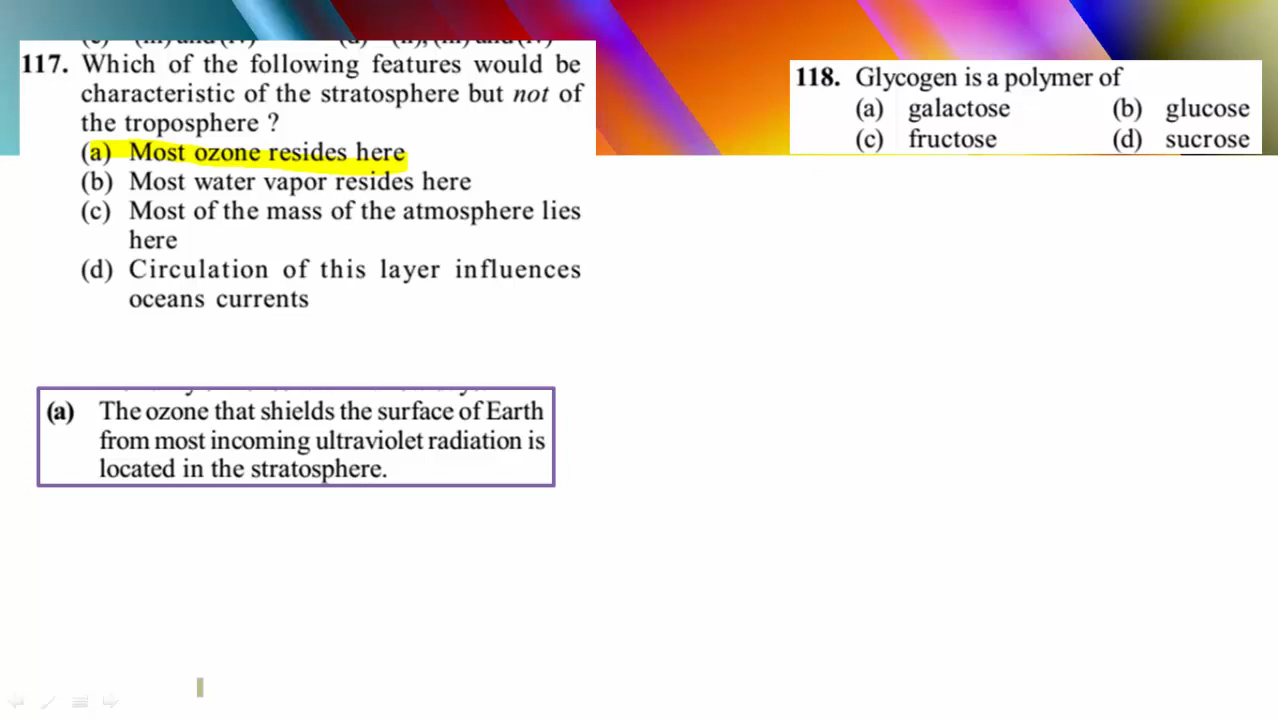 117. Which of the following features would be
characteristic of the stratosphere but not of
the troposphere ?
(a) Most ozone resides here
(b) Most water vapor resides here
(c) Most of the mass of the atmosphere lies
here
(d) Circulation of this layer influences
oceans currents
(a) The ozone that shields the surface of Earth
from most incoming ultraviolet radiation is
located in the stratosphere.
118. Glycogen is a polymer of
(a) galactose (b) glucose
(c) fructose (d) sucrose